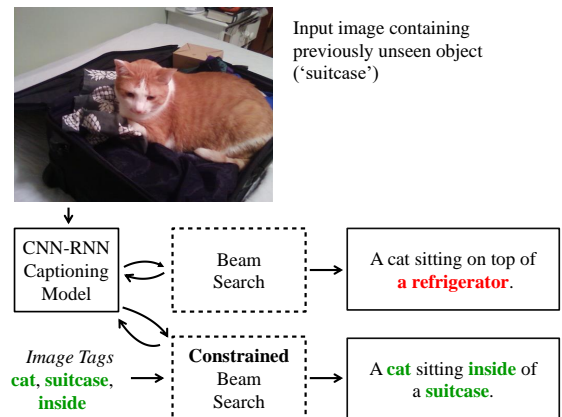 Input image containing
previously unseen object
(‘suitcase’)
CNN-RNN
Captioning
Model
Beam
Search
A cat sitting on top of
a refrigerator.
Image Tags
cat, suitcase,
inside
Constrained
Beam
Search
A cat sitting inside of
a suitcase.